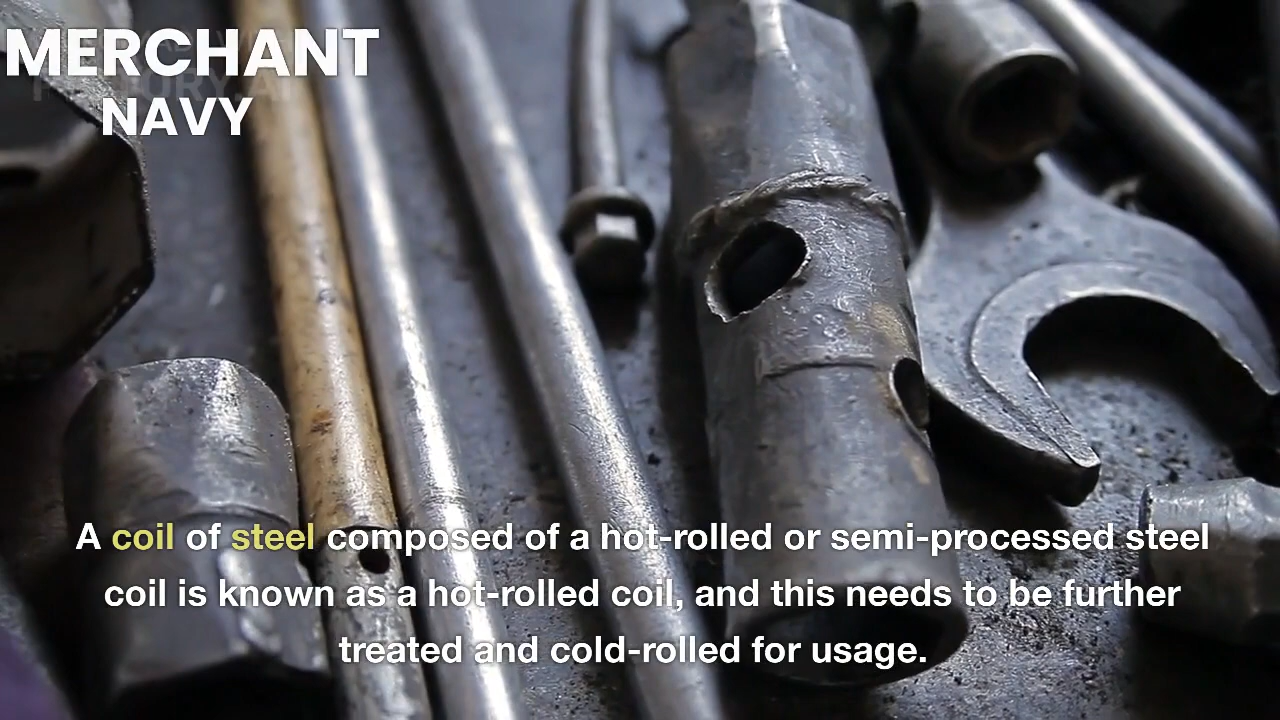 MERCHANT
NAVY
A coil of steel composed of a hot-rolled or semi-processed steel
coil is known as a hot-rolled coil, and this needs to be further
treated and cold-rolled for usage.